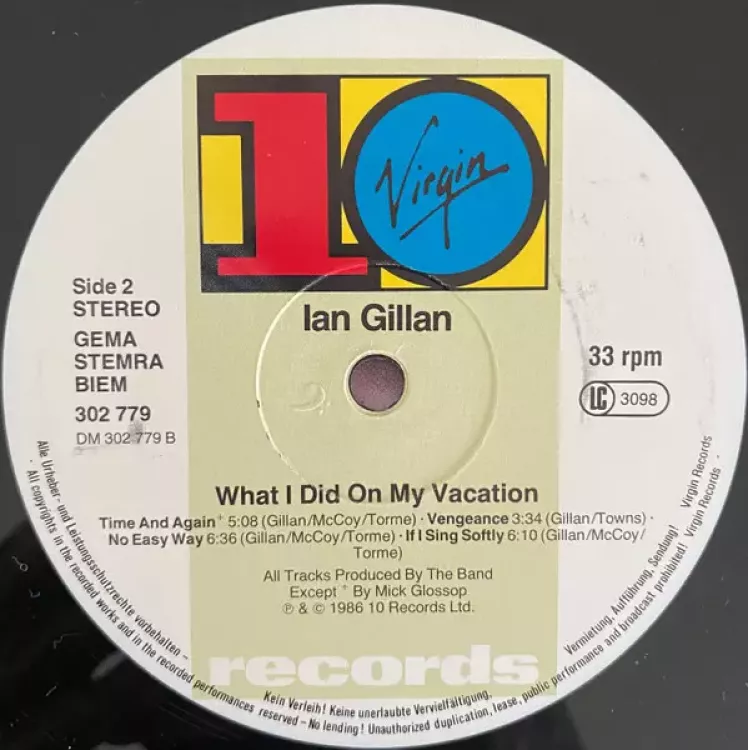 10
Virgin
Ian Gillan
Side 2
STEREO
GEMA
STEMRA
BIEM
302 779
DM 302 779 B
33 rpm
LC 3098
What I Did On My Vacation
Time And Again+ 5:08 (Gillan/McCoy/Torme) · Vengeance 3:34 (Gillan/Towns) ·
No Easy Way 6:36 (Gillan/McCoy/Torme) · If I Sing Softly 6:10 (Gillan/McCoy/
Torme)
All Tracks Produced By The Band
Except + By Mick Glossop
℗ & © 1986 10 Records Ltd.
records
Alle Urheber- und Leistungsschutzrechte vorbehalten – Kein Verleih! Keine unerlaubte Vervielfältigung, Vermietung, Aufführung, Sendung! Virgin Records
· All copyrights in the recorded works and in the recorded performances reserved – No lending! Unauthorized duplication, lease, public performance and broadcast prohibited! Virgin Records ·